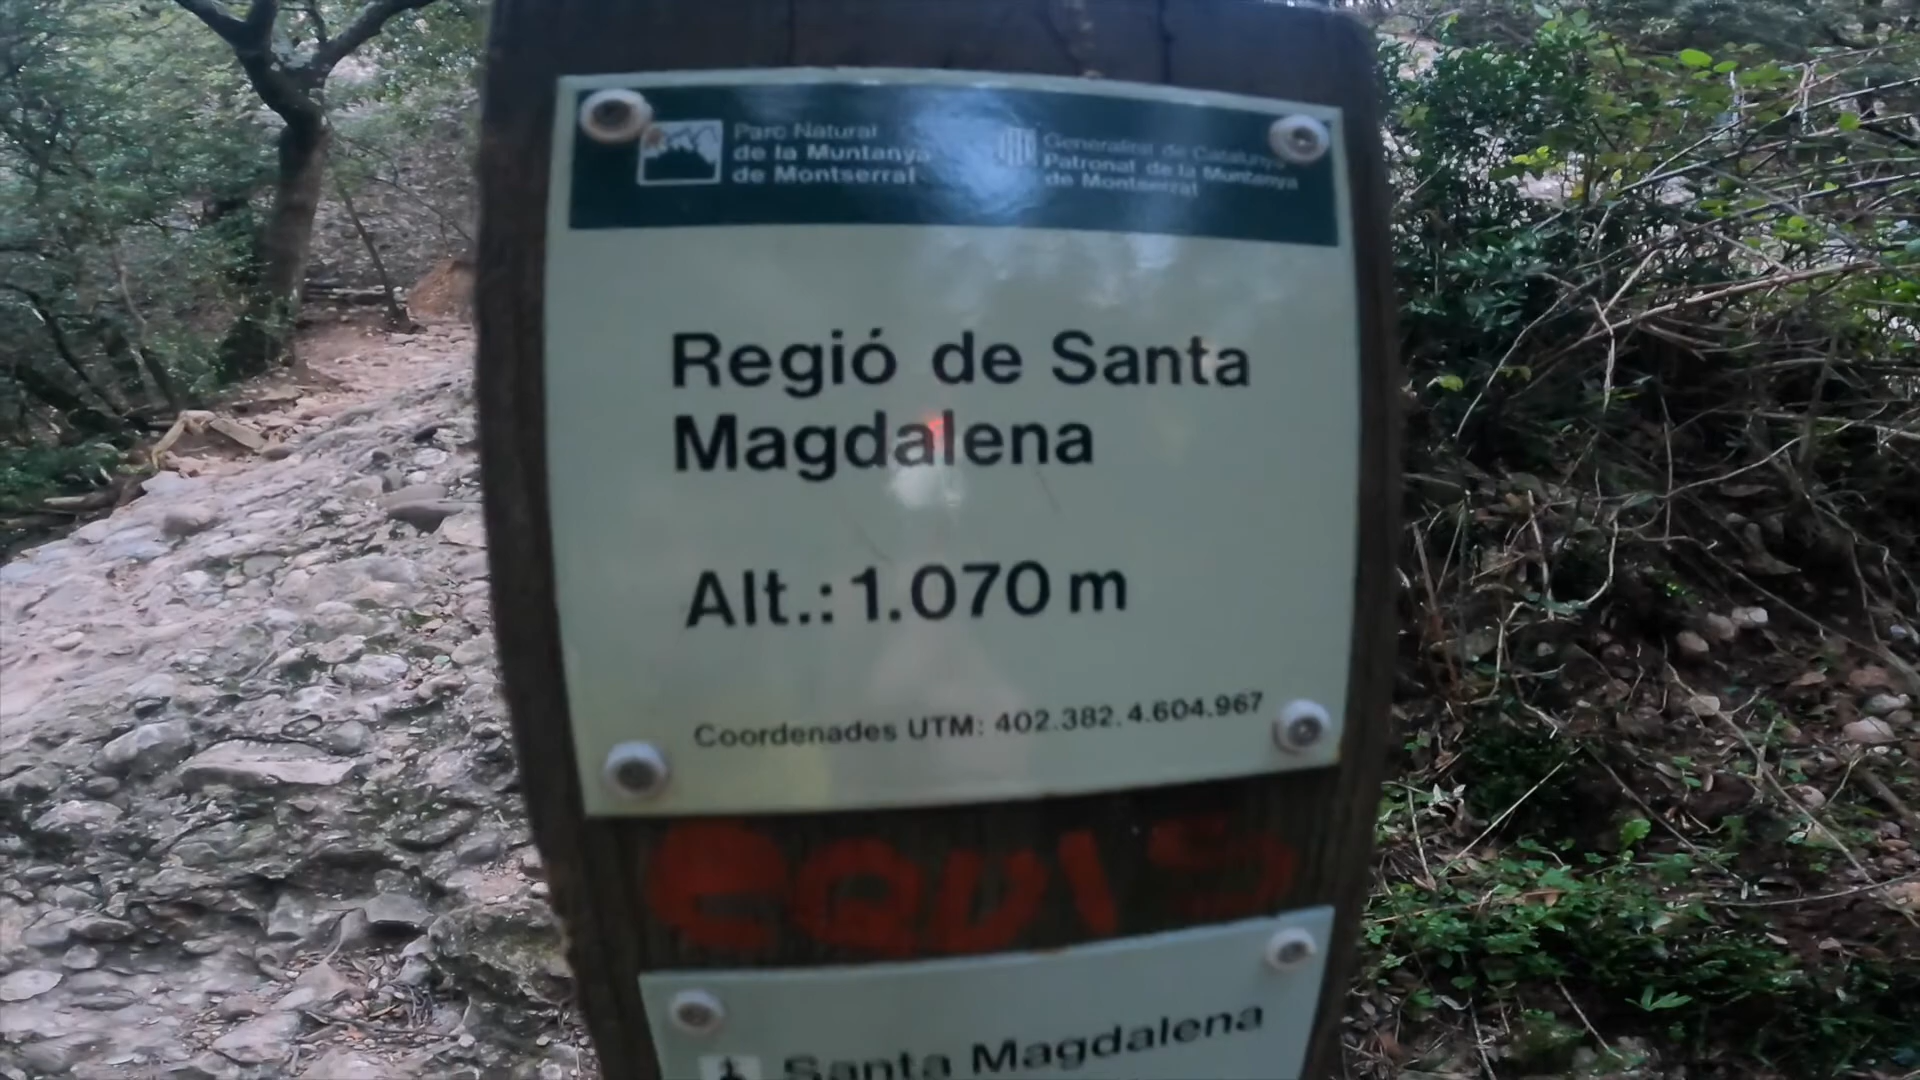 Parc Natural
de la Muntanya
de Montserrat
Generalitat de Catalunya
Patronat de la Muntanya
de Montserrat
Regió de Santa
Magdalena
Alt.: 1.070 m
Coordenades UTM: 402.382.4.604.967
EQUIS
Santa Magdalena